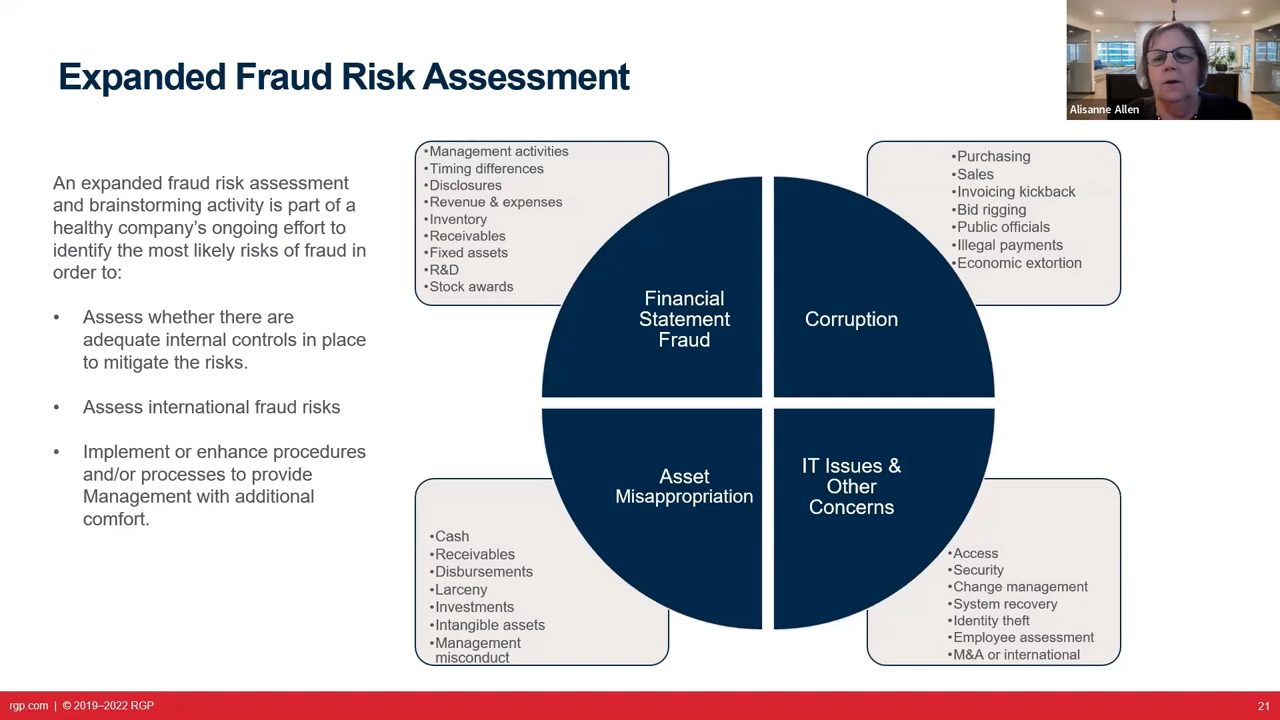 Expanded Fraud Risk Assessment
Alisanne Allen
An expanded fraud risk assessment
and brainstorming activity is part of a
healthy company's ongoing effort to
identify the most likely risks of fraud in
order to:
• Assess whether there are
adequate internal controls in place
to mitigate the risks.
• Assess international fraud risks
• Implement or enhance procedures
and/or processes to provide
Management with additional
comfort.
•Management activities
•Timing differences
•Disclosures
•Revenue & expenses
•Inventory
•Receivables
•Fixed assets
•R&D
•Stock awards
Financial
Statement
Fraud
•Purchasing
•Sales
•Invoicing kickback
•Bid rigging
•Public officials
•Illegal payments
•Economic extortion
Corruption
Asset
Misappropriation
•Cash
•Receivables
•Disbursements
•Larceny
•Investments
•Intangible assets
•Management
misconduct
IT Issues &
Other
Concerns
•Access
•Security
•Change management
•System recovery
•Identity theft
•Employee assessment
•M&A or international
rgp.com | © 2019–2022 RGP
21